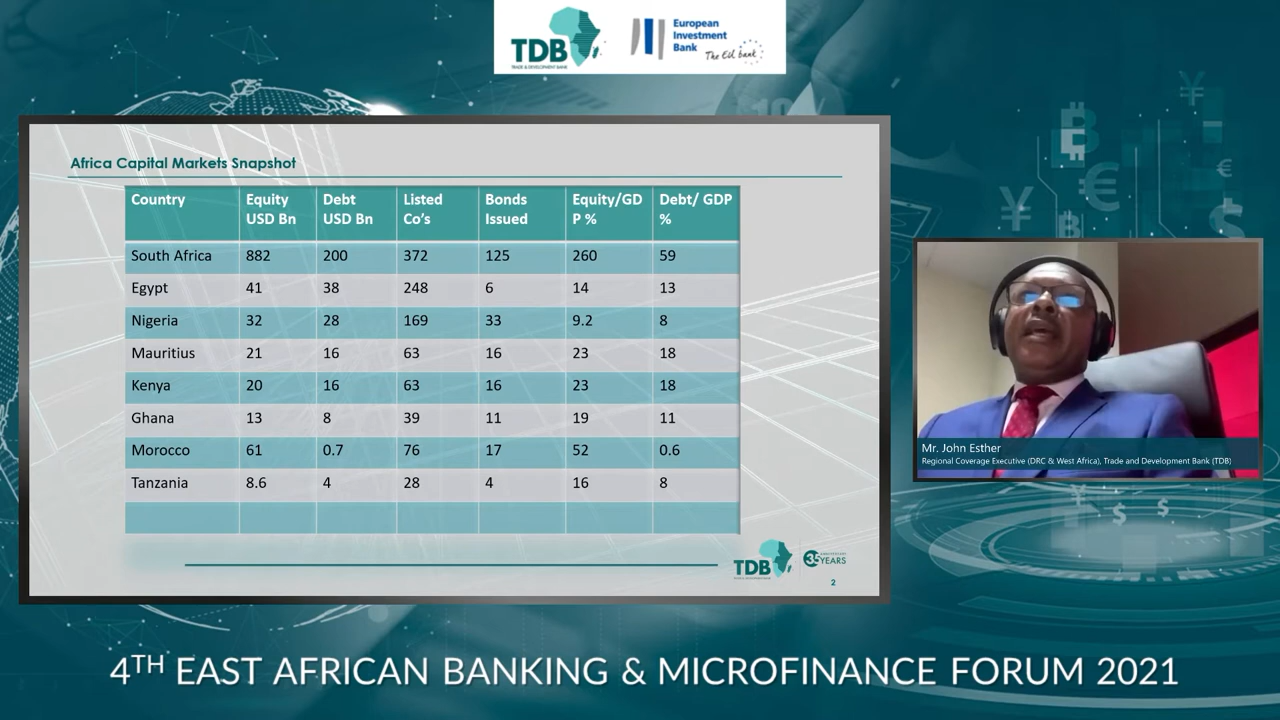 TDB
TRADE & DEVELOPMENT BANK
European
Investment
Bank
The EU bank
Africa Capital Markets Snapshot
Country Equity USD Bn Debt USD Bn Listed Co's Bonds Issued Equity/GD P % Debt/ GDP %
South Africa 882 200 372 125 260 59
Egypt 41 38 248 6 14 13
Nigeria 32 28 169 33 9.2 8
Mauritius 21 16 63 16 23 18
Kenya 20 16 63 16 23 18
Ghana 13 8 39 11 19 11
Morocco 61 0.7 76 17 52 0.6
Tanzania 8.6 4 28 4 16 8
TDB
35 ANNIVERSARY
YEARS
2
Mr. John Esther
Regional Coverage Executive (DRC & West Africa), Trade and Development Bank (TDB)
4TH EAST AFRICAN BANKING & MICROFINANCE FORUM 2021